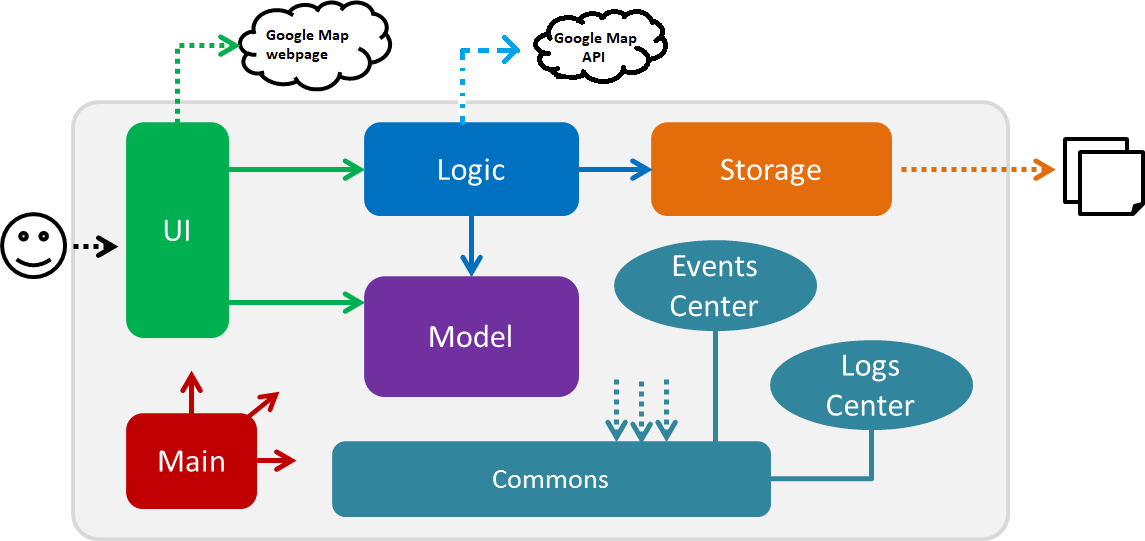 Google Map
webpage
Google Map
API
UI
Logic
Storage
Model
Events
Center
Logs
Center
Main
Commons